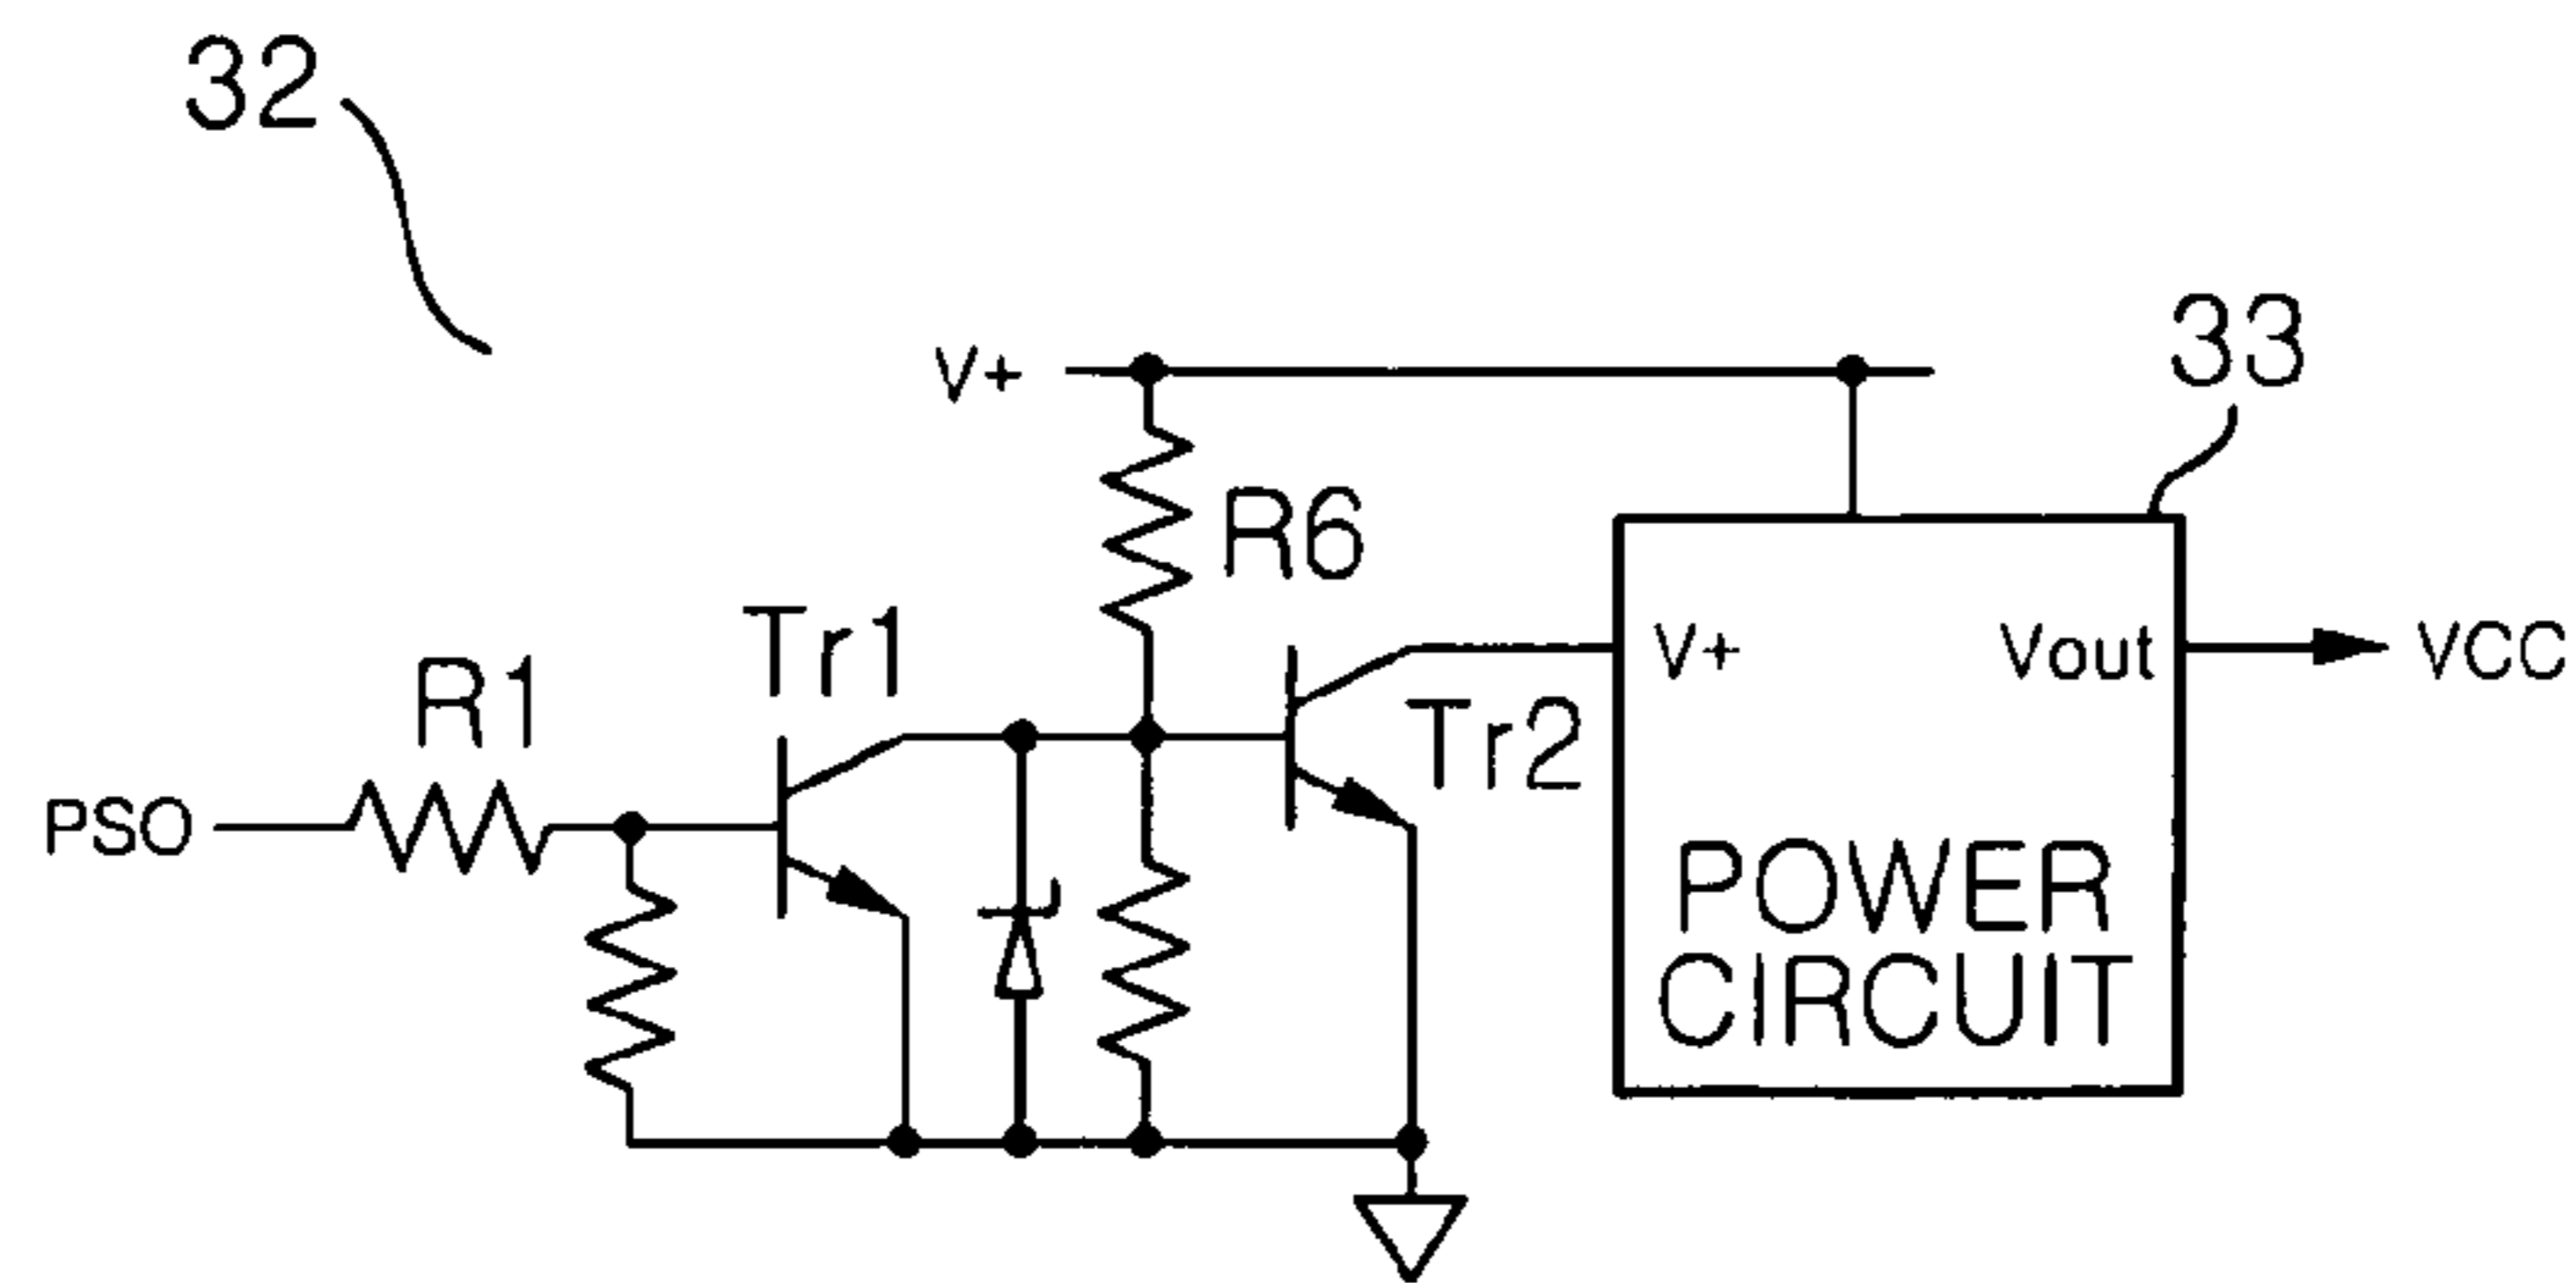 32
33
V+
R6
Tr1
R1
V+
Vout
VCC
Tr2
PSO
POWER
CIRCUIT